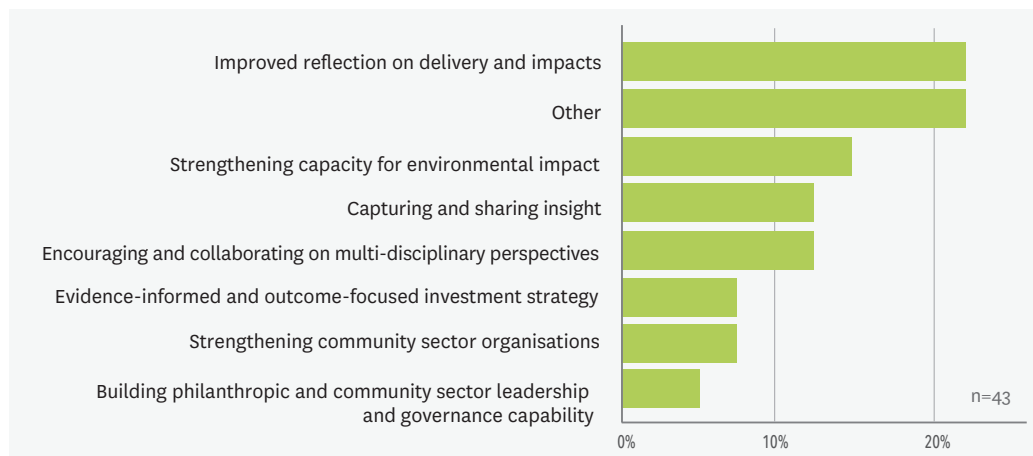 Improved reflection on delivery and impacts
Other
Strengthening capacity for environmental impact
Capturing and sharing insight
Encouraging and collaborating on multi-disciplinary perspectives
Evidence-informed and outcome-focused investment strategy
Strengthening community sector organisations
Building philanthropic and community sector leadership
and governance capability
n=43
0%
10%
20%